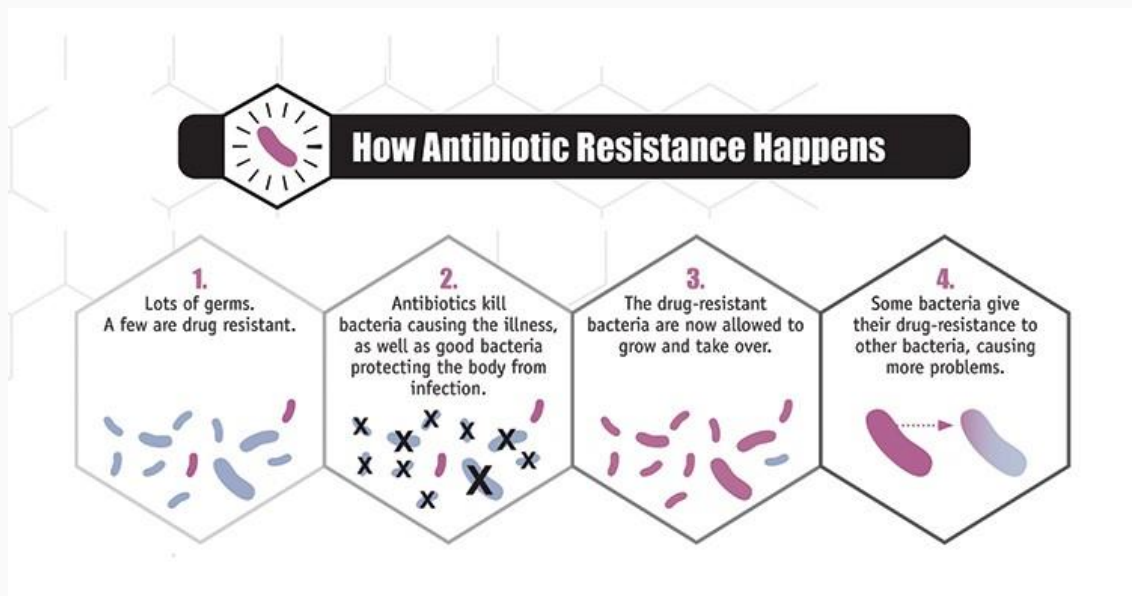 How Antibiotic Resistance Happens
1.
Lots of germs.
A few are drug resistant.
2.
Antibiotics kill
bacteria causing the illness,
as well as good bacteria
protecting the body from
infection.
X
X
X
X
X
X
X
X
X
X
3.
The drug-resistant
bacteria are now allowed to
grow and take over.
4.
Some bacteria give
their drug-resistance to
other bacteria, causing
more problems.